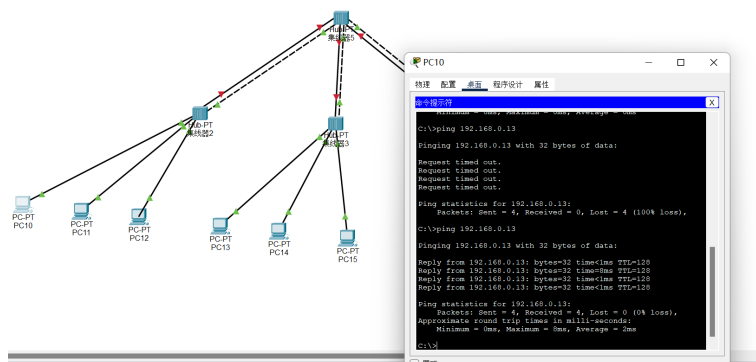 Hub-PT
集线器5
Hub-PT
集线器2
Hub-PT
集线器3
PC-PT
PC10
PC-PT
PC11
PC-PT
PC12
PC-PT
PC13
PC-PT
PC14
PC-PT
PC15
PC10
物理 配置 桌面 程序设计 属性
命令提示符
X
Minimum = 0ms, Maximum = 0ms, Average = 0ms
C:\>ping 192.168.0.13
Pinging 192.168.0.13 with 32 bytes of data:
Request timed out.
Request timed out.
Request timed out.
Request timed out.
Ping statistics for 192.168.0.13:
Packets: Sent = 4, Received = 0, Lost = 4 (100% loss),
C:\>ping 192.168.0.13
Pinging 192.168.0.13 with 32 bytes of data:
Reply from 192.168.0.13: bytes=32 time<1ms TTL=128
Reply from 192.168.0.13: bytes=32 time=8ms TTL=128
Reply from 192.168.0.13: bytes=32 time<1ms TTL=128
Reply from 192.168.0.13: bytes=32 time<1ms TTL=128
Ping statistics for 192.168.0.13:
Packets: Sent = 4, Received = 4, Lost = 0 (0% loss),
Approximate round trip times in milli-seconds:
Minimum = 0ms, Maximum = 8ms, Average = 2ms
C:\>